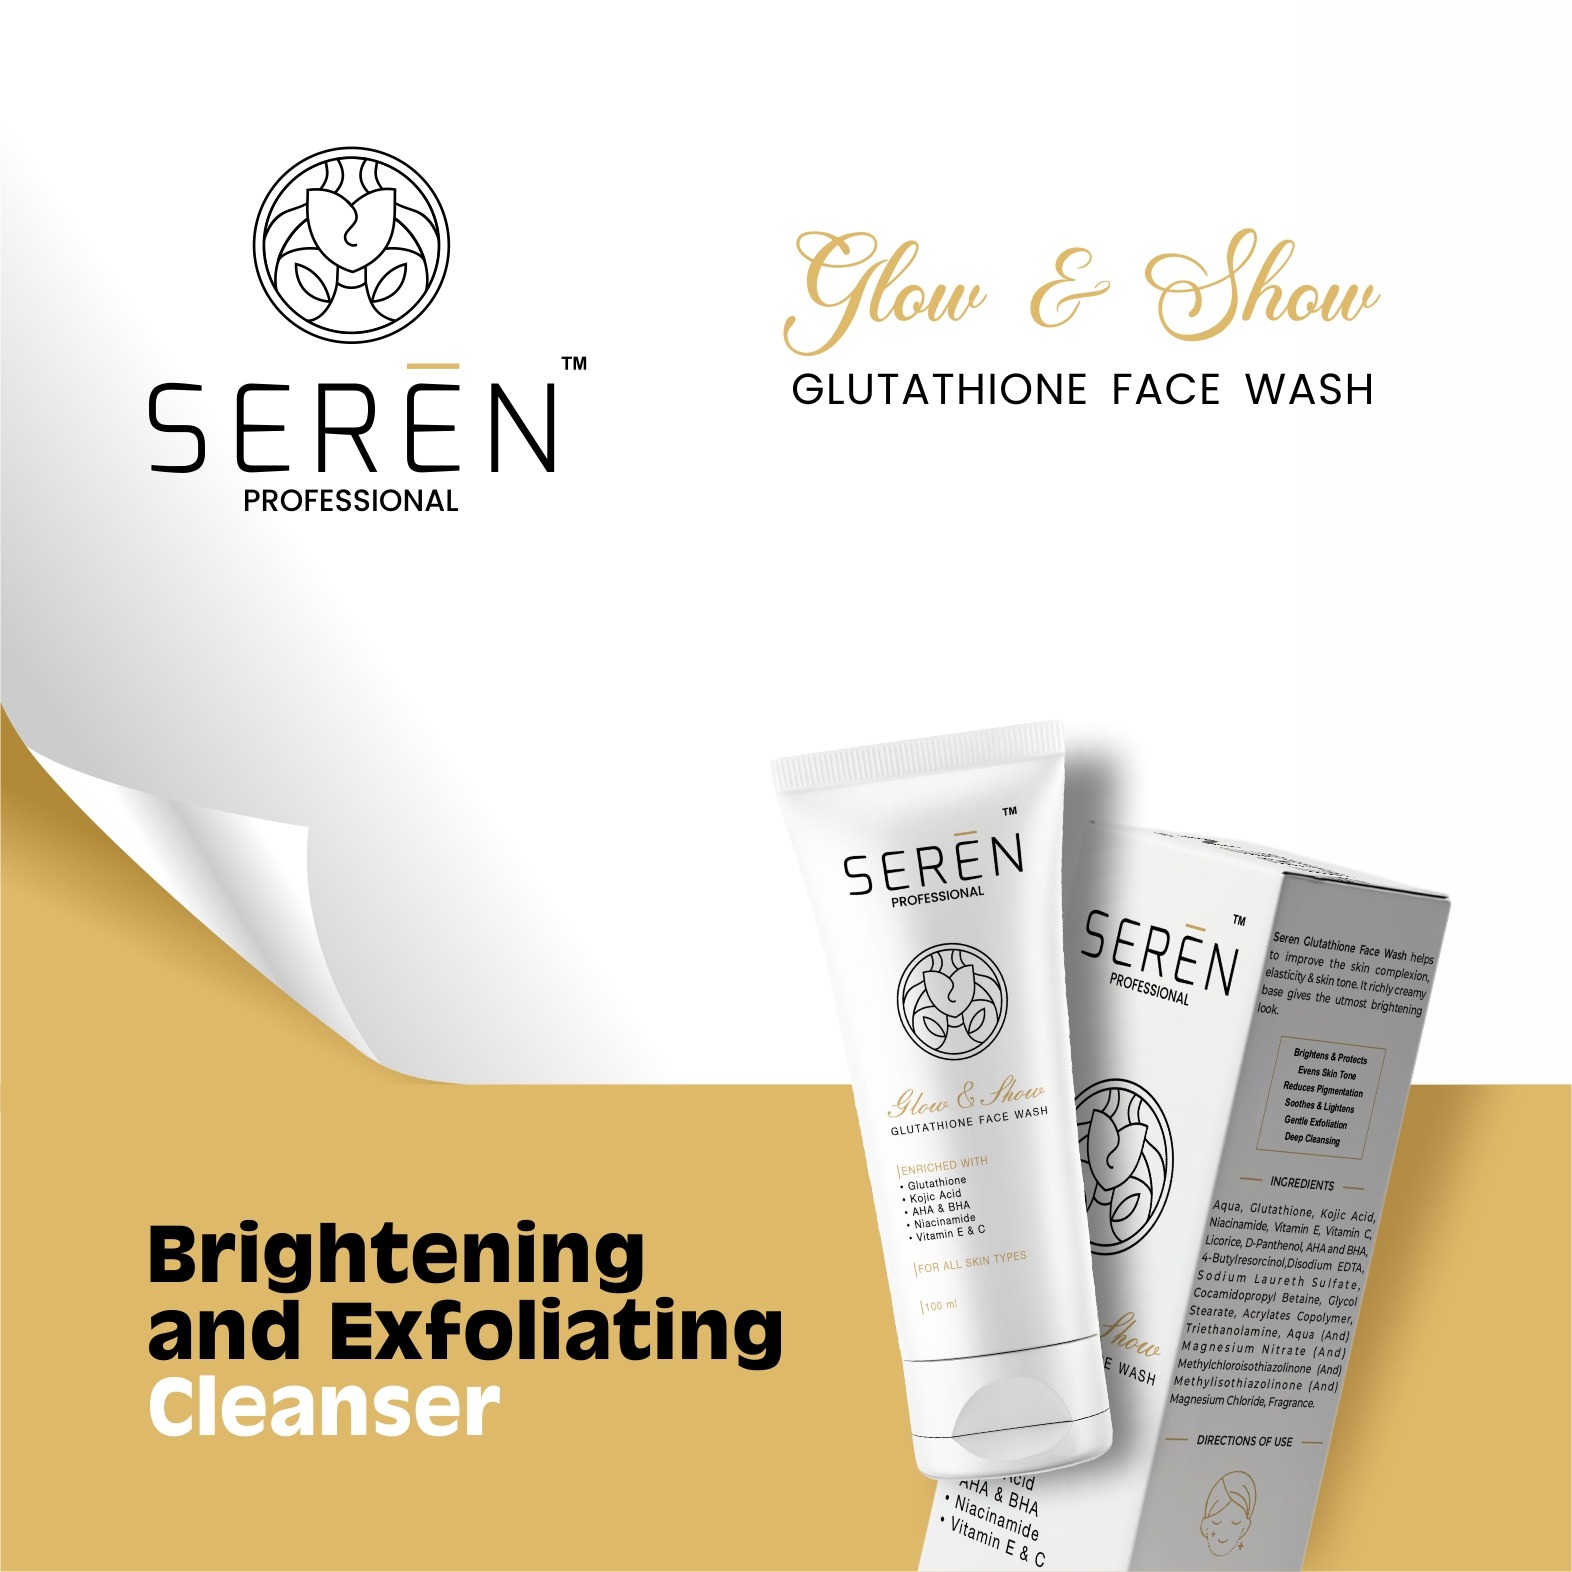 SERĒN™
PROFESSIONAL
Glow & Show
GLUTATHIONE FACE WASH
Brightening
and Exfoliating
Cleanser
SERĒN™
PROFESSIONAL
Glow & Show
GLUTATHIONE FACE WASH
ENRICHED WITH
• Glutathione
• Kojic Acid
• AHA & BHA
• Niacinamide
• Vitamin E & C
FOR ALL SKIN TYPES
100 ml
SERĒN™
PROFESSIONAL
Show
E WASH
Acid
AHA & BHA
• Niacinamide
• Vitamin E & C
Seren Glutathione Face Wash helps
to improve the skin complexion,
elasticity & skin tone. It richly creamy
base gives the utmost brightening
look.
Brightens & Protects
Evens Skin Tone
Reduces Pigmentation
Soothes & Lightens
Gentle Exfoliation
Deep Cleansing
INGREDIENTS
Aqua, Glutathione, Kojic Acid,
Niacinamide, Vitamin E, Vitamin C,
Licorice, D-Panthenol, AHA and BHA,
4-Butylresorcinol,Disodium EDTA,
Sodium Laureth Sulfate,
Cocamidopropyl Betaine, Glycol
Stearate, Acrylates Copolymer,
Triethanolamine, Aqua (And)
Magnesium Nitrate (And)
Methylchloroisothiazolinone (And)
Methylisothiazolinone (And)
Magnesium Chloride, Fragrance.
DIRECTIONS OF USE